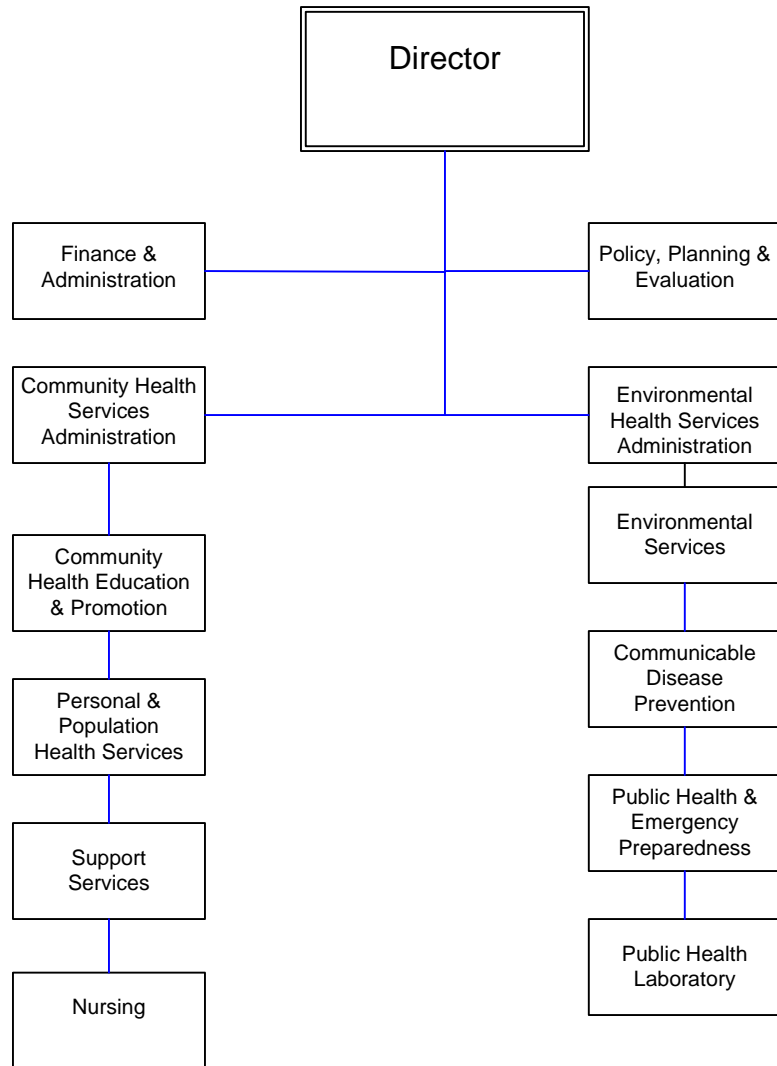 Director
Finance &
Administration
Policy, Planning &
Evaluation
Community Health
Services
Administration
Environmental
Health Services
Administration
Environmental
Services
Community
Health Education
& Promotion
Communicable
Disease
Prevention
Personal &
Population
Health Services
Public Health &
Emergency
Preparedness
Support
Services
Public Health
Laboratory
Nursing